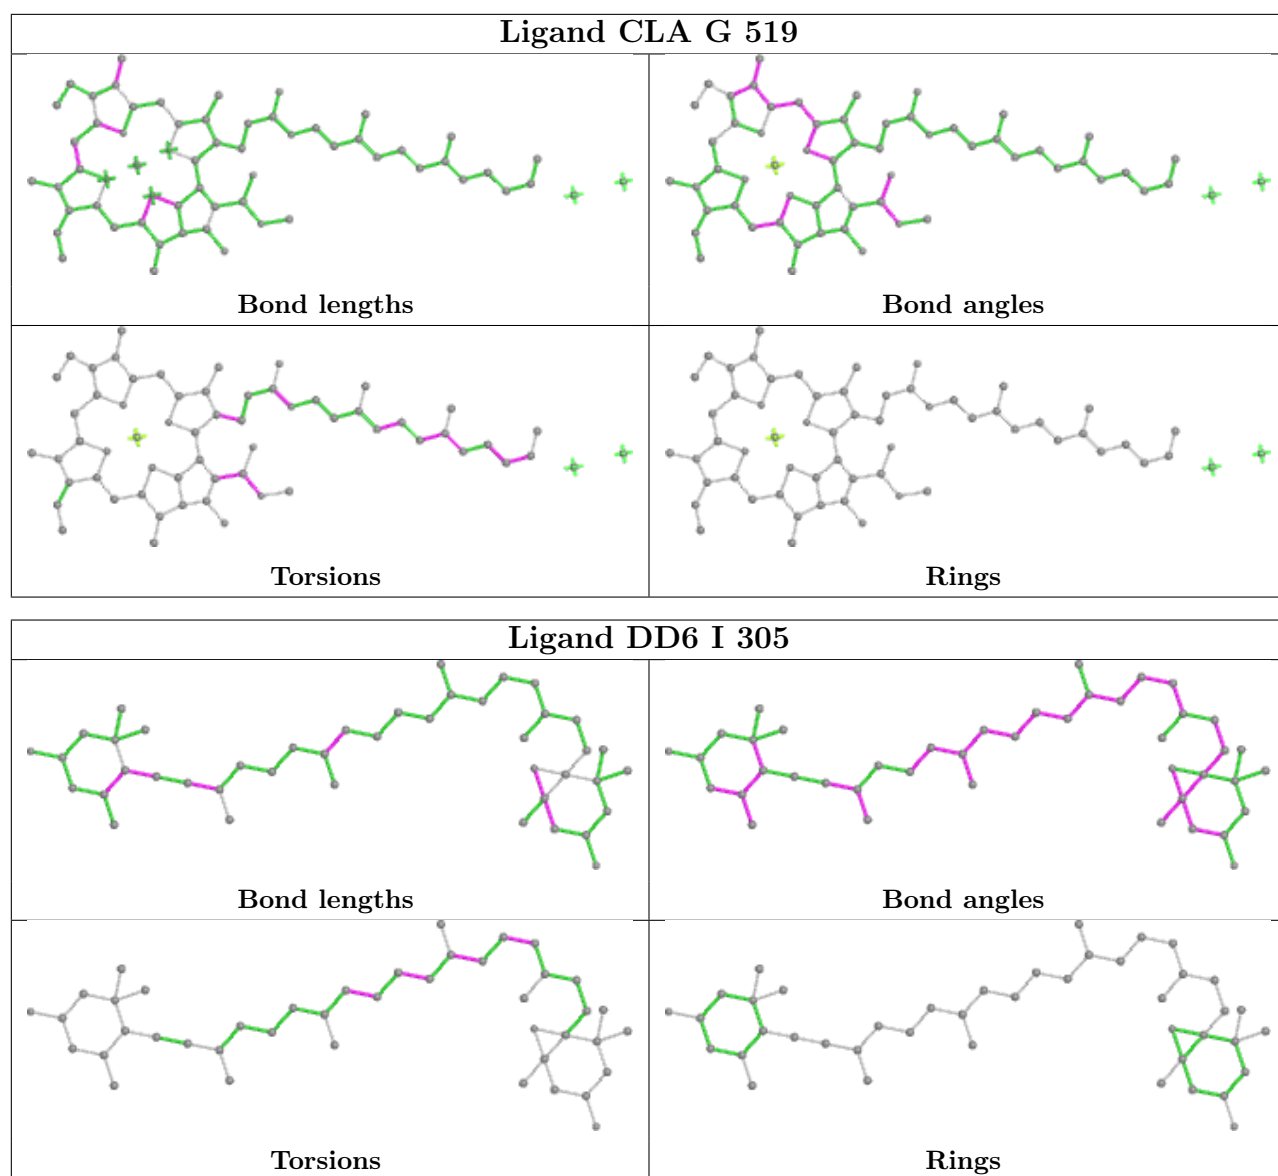 Ligand CLA G 519
Bond lengths
Bond angles
Torsions
Rings
Ligand DD6 I 305
Bond lengths
Bond angles
Torsions
Rings